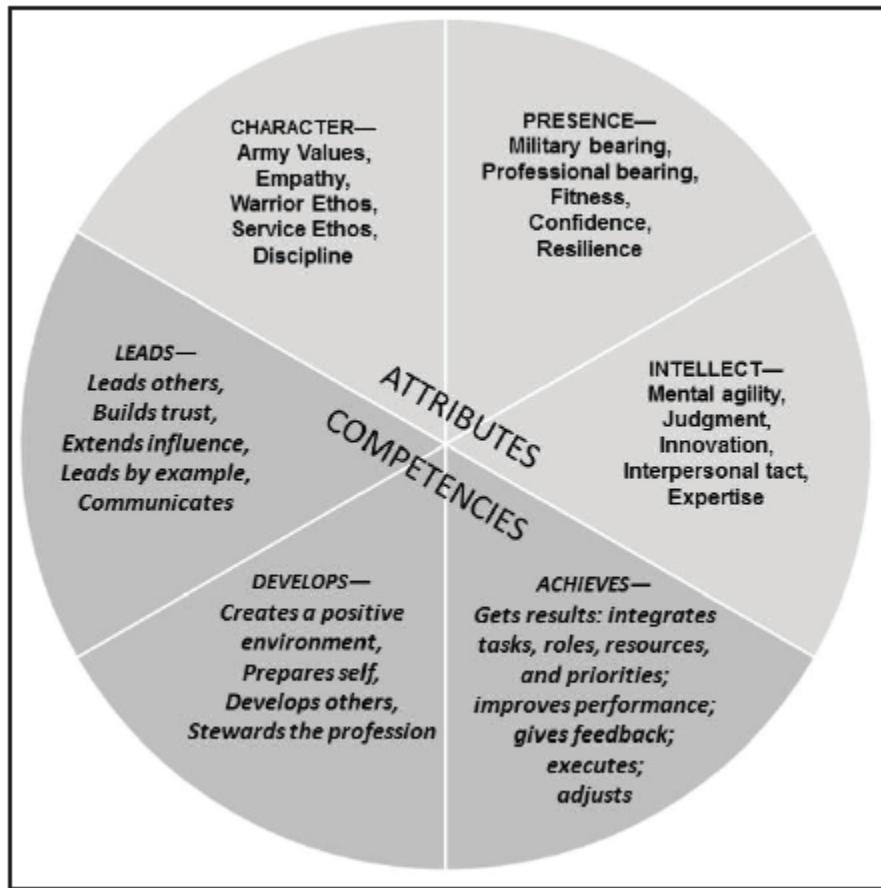 CHARACTER—
Army Values,
Empathy,
Warrior Ethos,
Service Ethos,
Discipline
PRESENCE—
Military bearing,
Professional bearing,
Fitness,
Confidence,
Resilience
INTELLECT—
Mental agility,
Judgment,
Innovation,
Interpersonal tact,
Expertise
ATTRIBUTES
COMPETENCIES
LEADS—
Leads others,
Builds trust,
Extends influence,
Leads by example,
Communicates
DEVELOPS—
Creates a positive
environment,
Prepares self,
Develops others,
Stewards the profession
ACHIEVES—
Gets results: integrates
tasks, roles, resources,
and priorities;
improves performance;
gives feedback;
executes;
adjusts